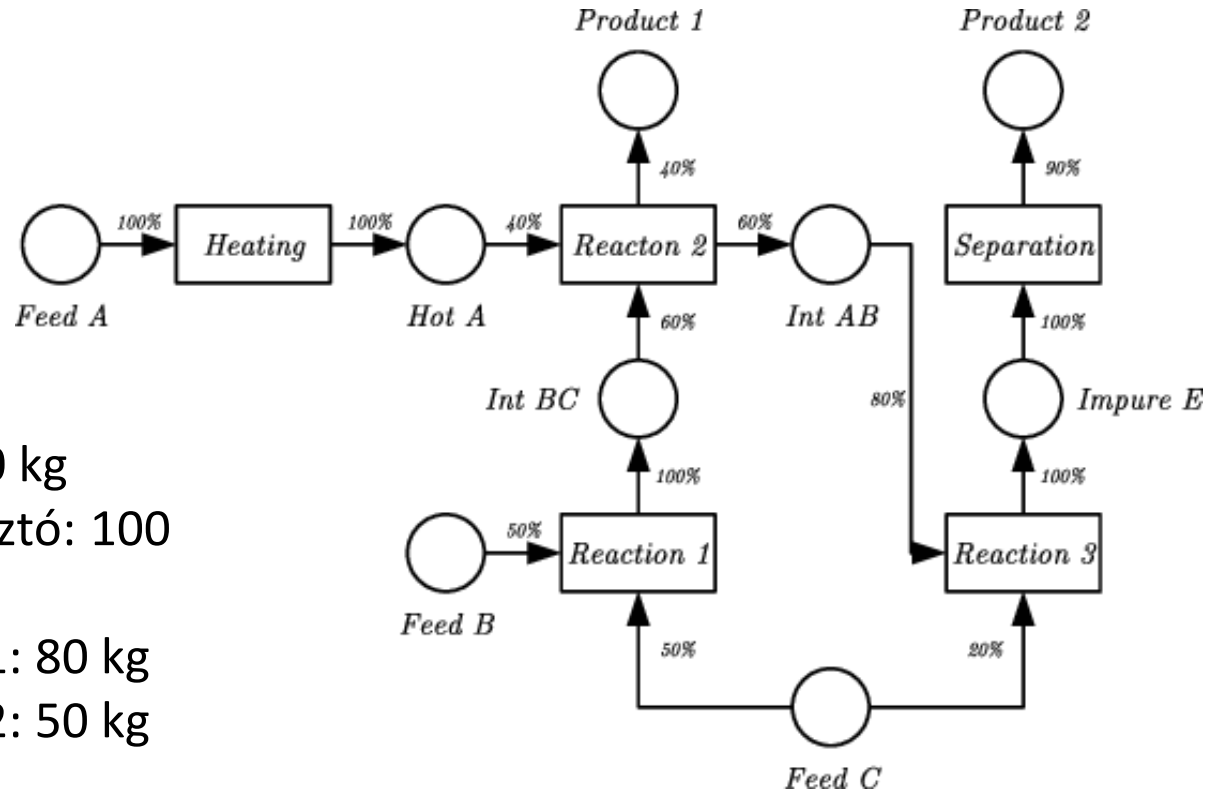 Product 1
Product 2
40%
90%
100%
Heating
100%
40%
Reacton 2
60%
Separation
Feed A
Hot A
60%
Int AB
100%
Int BC
80%
Impure E
0 kg
100%
100%
ztó: 100
50%
Reaction 1
Reaction 3
Feed B
50%
20%
1: 80 kg
2: 50 kg
Feed C